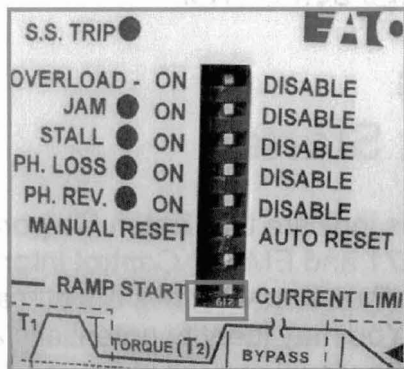 S.S. TRIP
EATO
OVERLOAD - ON DISABLE
JAM ON DISABLE
STALL ON DISABLE
PH. LOSS ON DISABLE
PH. REV. ON DISABLE
MANUAL RESET AUTO RESET
RAMP START CURRENT LIMI
T1
TORQUE (T2)
BYPASS